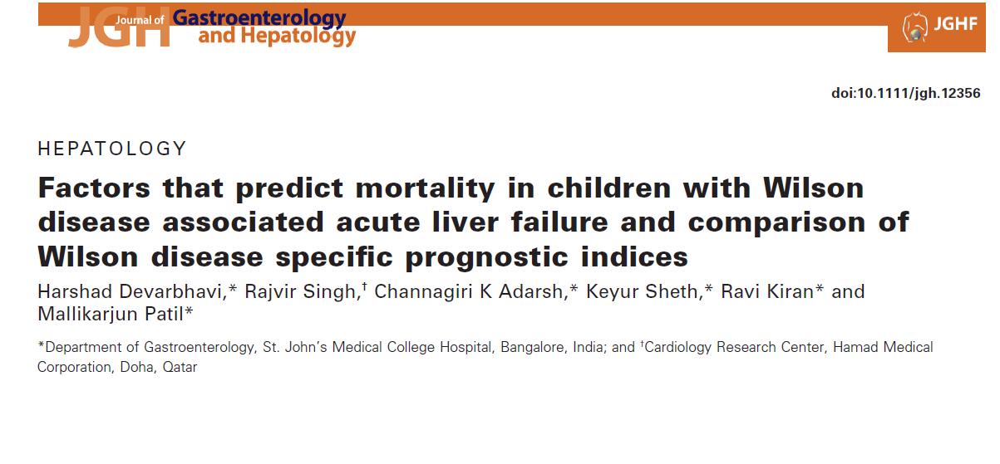 JGH Journal of Gastroenterology
and Hepatology
JGHF
doi:10.1111/jgh.12356
HEPATOLOGY
Factors that predict mortality in children with Wilson
disease associated acute liver failure and comparison of
Wilson disease specific prognostic indices
Harshad Devarbhavi,* Rajvir Singh,† Channagiri K Adarsh,* Keyur Sheth,* Ravi Kiran* and
Mallikarjun Patil*
*Department of Gastroenterology, St. John's Medical College Hospital, Bangalore, India; and †Cardiology Research Center, Hamad Medical
Corporation, Doha, Qatar